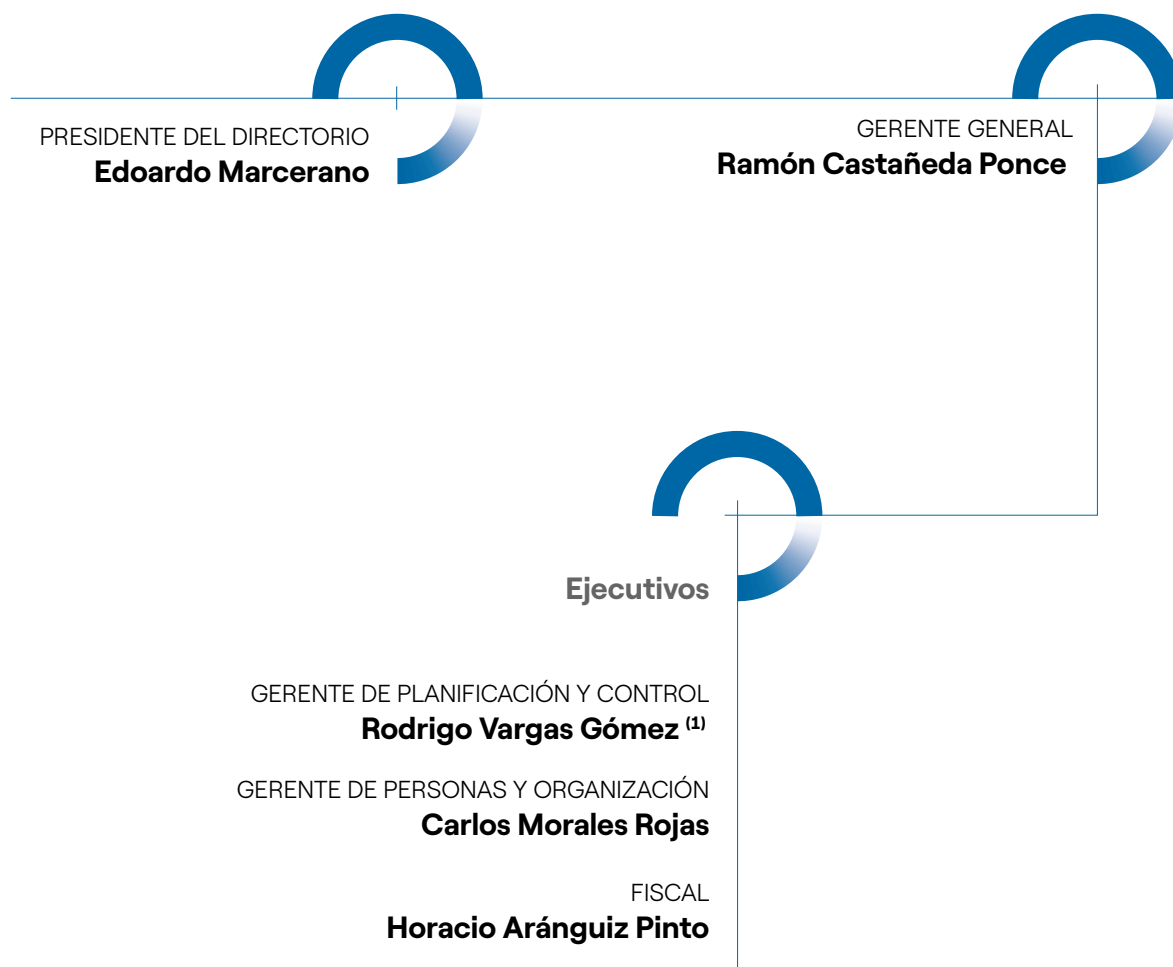 PRESIDENTE DEL DIRECTORIO
Edoardo Marcerano
GERENTE GENERAL
Ramón Castañeda Ponce
Ejecutivos
GERENTE DE PLANIFICACIÓN Y CONTROL
Rodrigo Vargas Gómez (1)
GERENTE DE PERSONAS Y ORGANIZACIÓN
Carlos Morales Rojas
FISCAL
Horacio Aránguiz Pinto